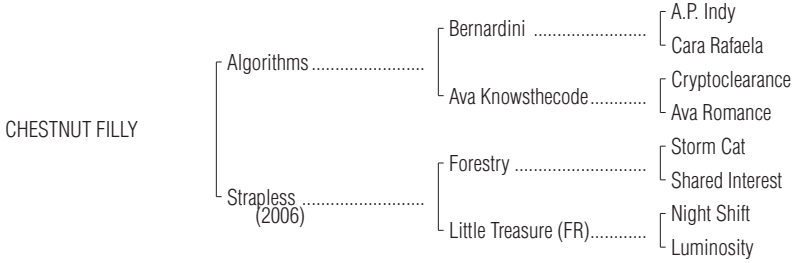 A.P. Indy
Bernardini ........................
Cara Rafaela
Algorithms ........................
Cryptoclearance
Ava Knowsthecode............
Ava Romance
CHESTNUT FILLY
Storm Cat
Forestry ............................
Shared Interest
Strapless ..........................
(2006)
Night Shift
Little Treasure (FR)............
Luminosity